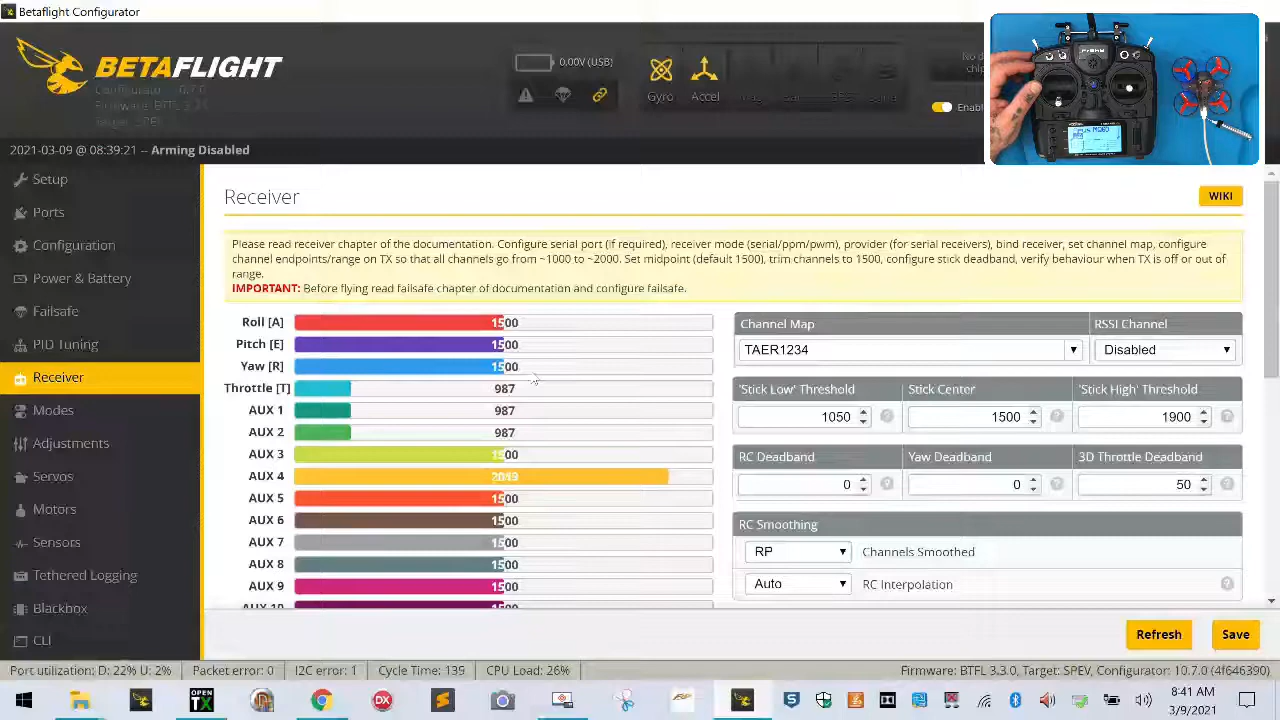 Betaflight Configurator
BETAFLIGHT
0,00V (USB)
Gyro
Accel
No d
chip
Enabl
2021-03-09 @ 08:39:21 -- Arming Disabled
Setup
Ports
Configuration
Power & Battery
Failsafe
PID Tuning
Receiver
Modes
Adjustments
Servos
Motors
Sensors
Tethered Logging
Blackbox
CLI
Receiver
WIKI
Please read receiver chapter of the documentation. Configure serial port (if required), receiver mode (serial/ppm/pwm), provider (for serial receivers), bind receiver, set channel map, configure
channel endpoints/range on TX so that all channels go from ~1000 to ~2000. Set midpoint (default 1500), trim channels to 1500, configure stick deadband, verify behaviour when TX is off or out of
range.
IMPORTANT: Before flying read failsafe chapter of documentation and configure failsafe.
Roll [A] 1500
Pitch [E] 1500
Yaw [R] 1500
Throttle [T] 987
AUX 1 987
AUX 2 987
AUX 3 1500
AUX 4
AUX 5 1500
AUX 6 1500
AUX 7 1500
AUX 8 1500
AUX 9 1500
AUX 10 1500
Channel Map
RSSI Channel
TAER1234
Disabled
'Stick Low' Threshold
Stick Center
'Stick High' Threshold
1050
1500
1900
RC Deadband
Yaw Deadband
3D Throttle Deadband
0
0
50
RC Smoothing
RP
Channels Smoothed
Auto
RC Interpolation
Refresh
Save
Port utilization: D: 22% U: 2%
Packet error: 0
I2C error: 1
Cycle Time: 139
CPU Load: 26%
Firmware: BTFL 3.3.0, Target: SPEV, Configurator: 10.7.0 (4f646390)
OPEN
TX
DX
S
8:41 AM
3/9/2021